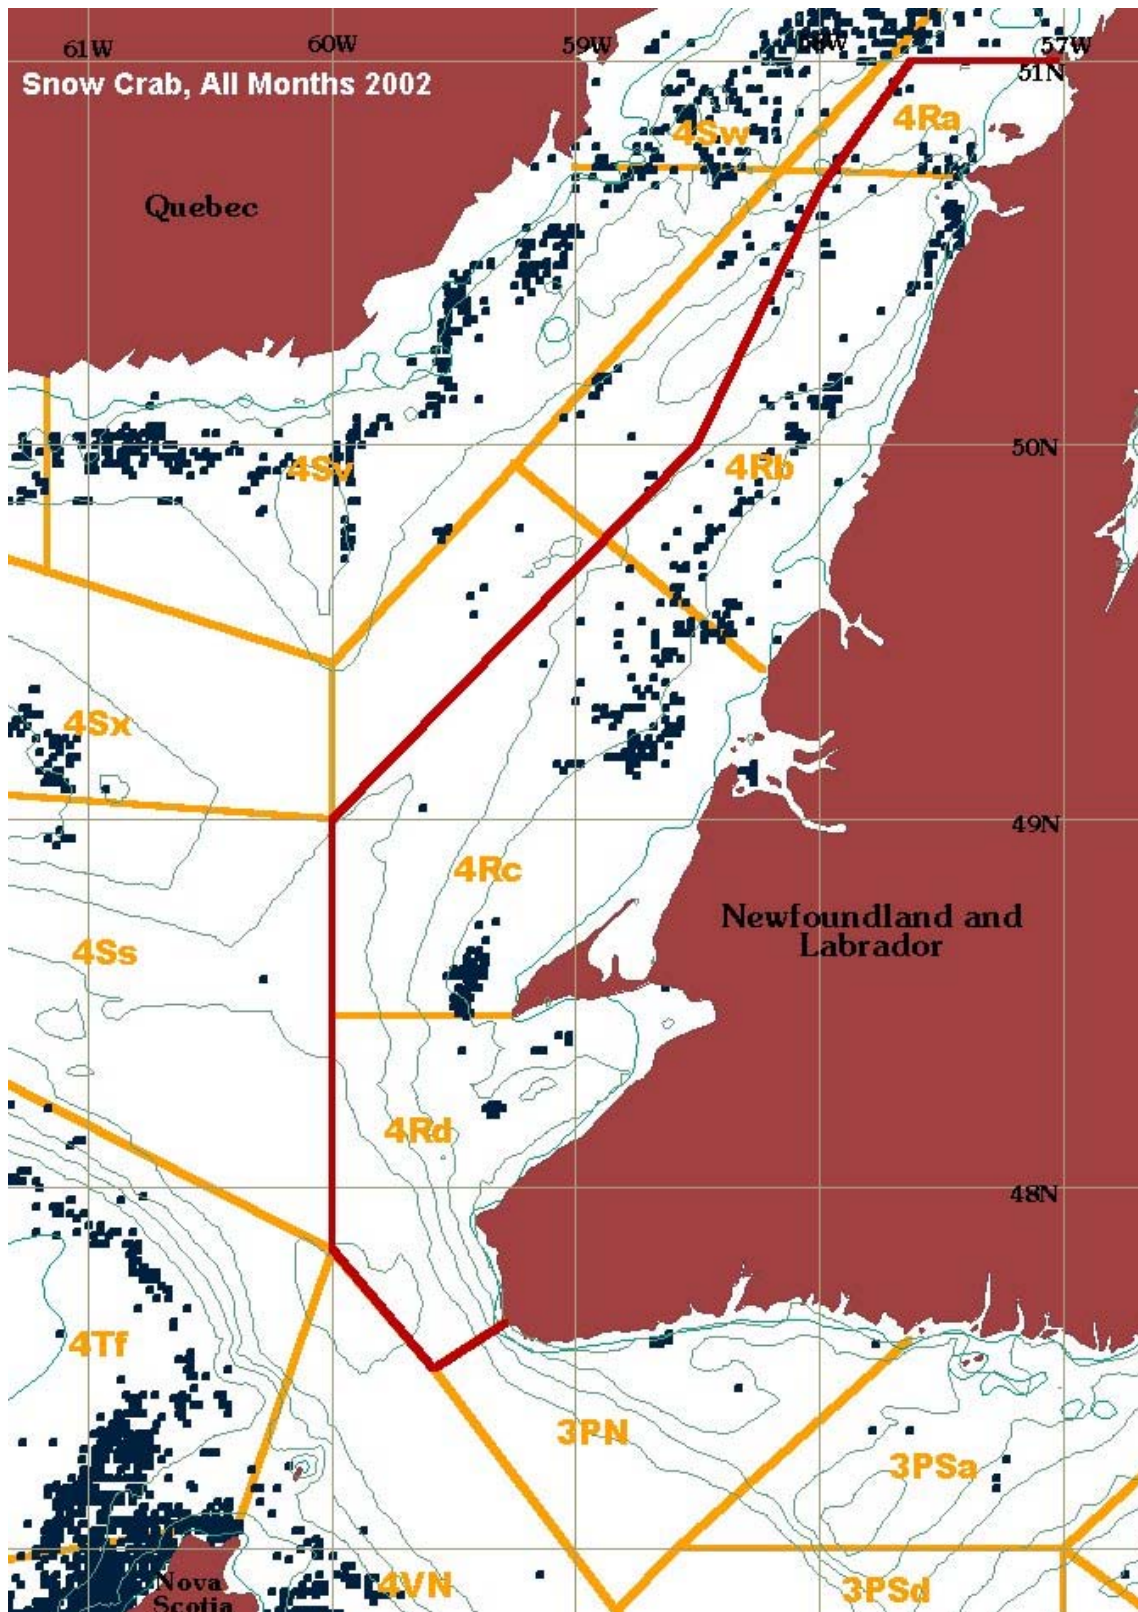 61W
60W
59W
58W
57W
51N
Snow Crab, All Months 2002
4Ra
4Sw
Quebec
50N
4Sv
4Rb
4Sx
49N
4Rc
Newfoundland and
Labrador
4Ss
4Rd
48N
4Tf
3PN
3PSa
Nova
Scotia
4VN
3PSd